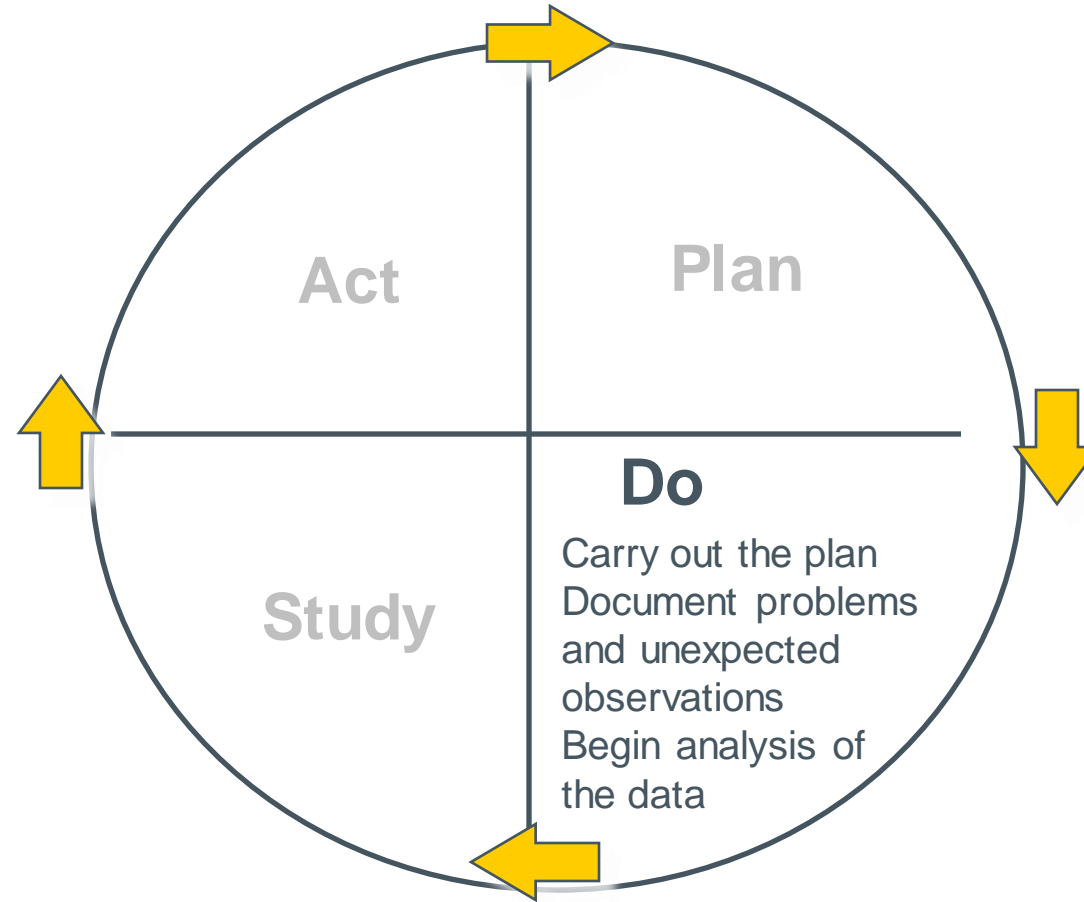 Act
Plan
Do
Carry out the plan
Document problems
and unexpected
observations
Begin analysis of
the data
Study